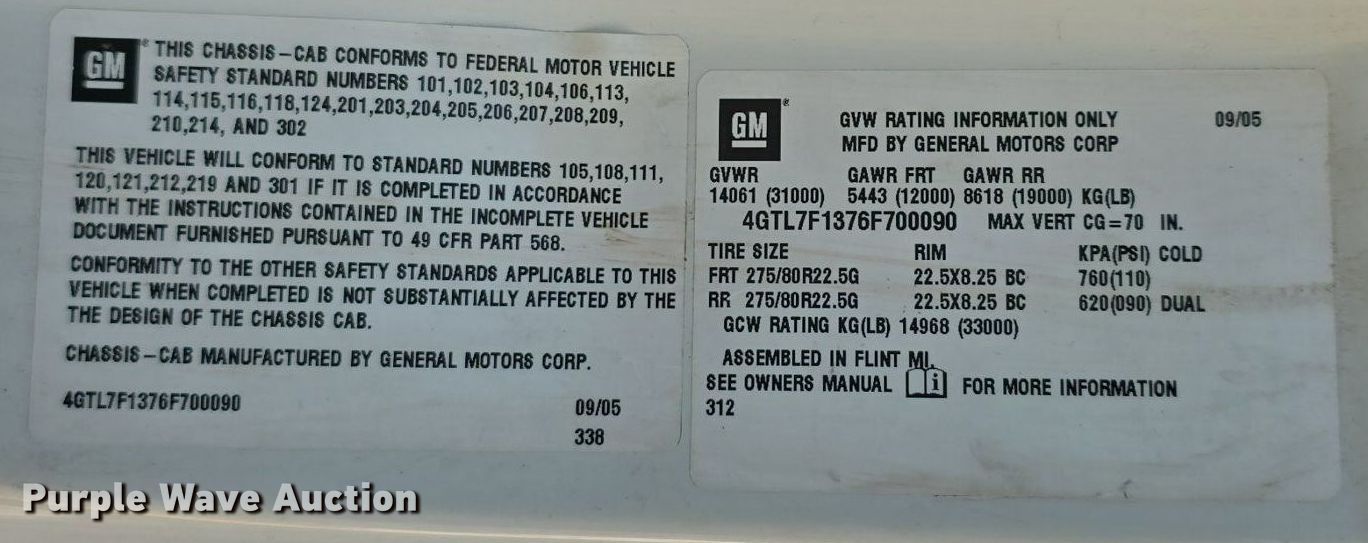 GM ® THIS CHASSIS-CAB CONFORMS TO FEDERAL MOTOR VEHICLE
SAFETY STANDARD NUMBERS 101,102,103,104,106,113,
114,115,116,118,124,201,203,204,205,206,207,208,209,
210,214, AND 302
THIS VEHICLE WILL CONFORM TO STANDARD NUMBERS 105,108,111,
120,121,212,219 AND 301 IF IT IS COMPLETED IN ACCORDANCE
WITH THE INSTRUCTIONS CONTAINED IN THE INCOMPLETE VEHICLE
DOCUMENT FURNISHED PURSUANT TO 49 CFR PART 568.
CONFORMITY TO THE OTHER SAFETY STANDARDS APPLICABLE TO THIS
VEHICLE WHEN COMPLETED IS NOT SUBSTANTIALLY AFFECTED BY THE
THE DESIGN OF THE CHASSIS CAB.
CHASSIS-CAB MANUFACTURED BY GENERAL MOTORS CORP.
4GTL7F1376F700090 09/05
338
GM ® GVW RATING INFORMATION ONLY 09/05
MFD BY GENERAL MOTORS CORP
GVWR GAWR FRT GAWR RR
14061 (31000) 5443 (12000) 8618 (19000) KG(LB)
4GTL7F1376F700090 MAX VERT CG=70 IN.
TIRE SIZE RIM KPA(PSI) COLD
FRT 275/80R22.5G 22.5X8.25 BC 760(110)
RR 275/80R22.5G 22.5X8.25 BC 620(090) DUAL
GCW RATING KG(LB) 14968 (33000)
ASSEMBLED IN FLINT MI.
SEE OWNERS MANUAL i FOR MORE INFORMATION
312
Purple Wave Auction